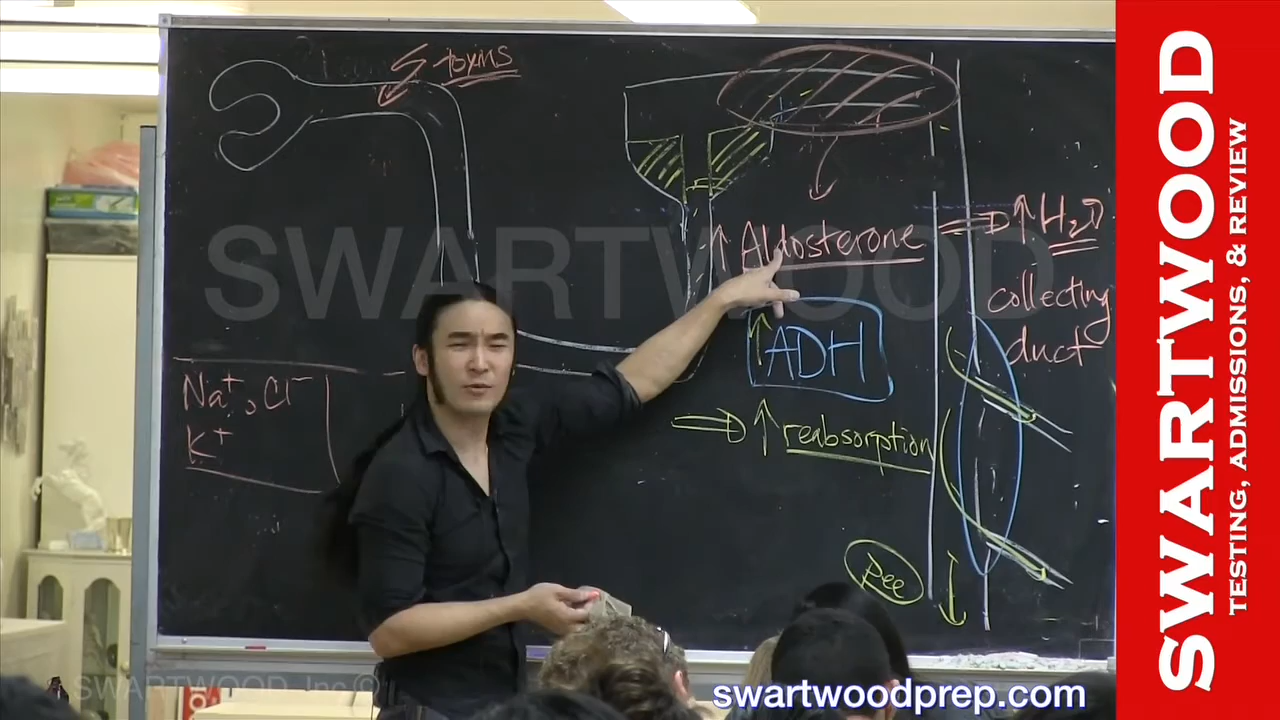 toxins
↑ Aldosterone ⇒ ↑ H₂O
collecting
duct
↑ ADH
⇒ ↑ reabsorption
Na⁺, Cl⁻
K⁺
Pee
SWARTWOOD
SWARTWOOD, Inc ©
swartwoodprep.com
SWARTWOOD
TESTING, ADMISSIONS, & REVIEW